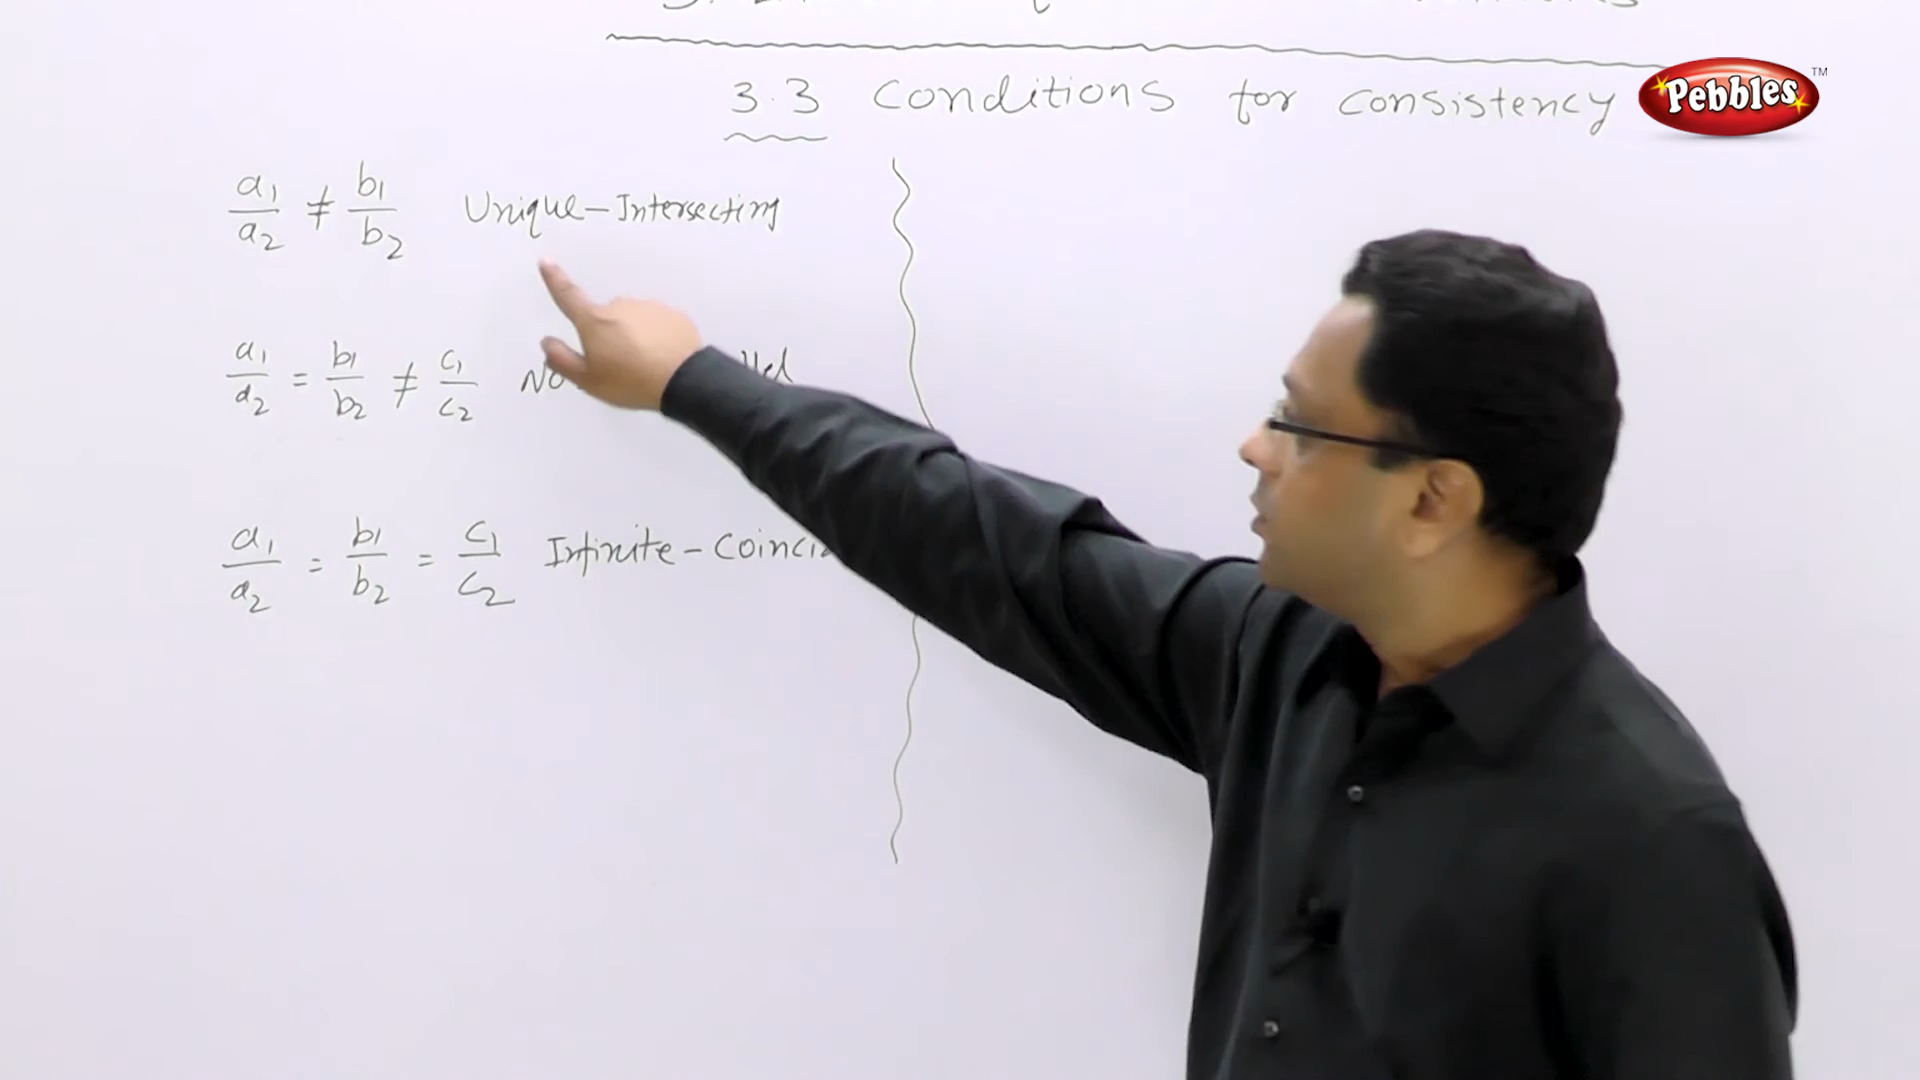 3.3 Conditions for consistency
Pebbles TM
a1/a2 ≠ b1/b2 Unique-Intersecting
a1/a2 = b1/b2 ≠ c1/c2
a1/a2 = b1/b2 = c1/c2 Infinite-